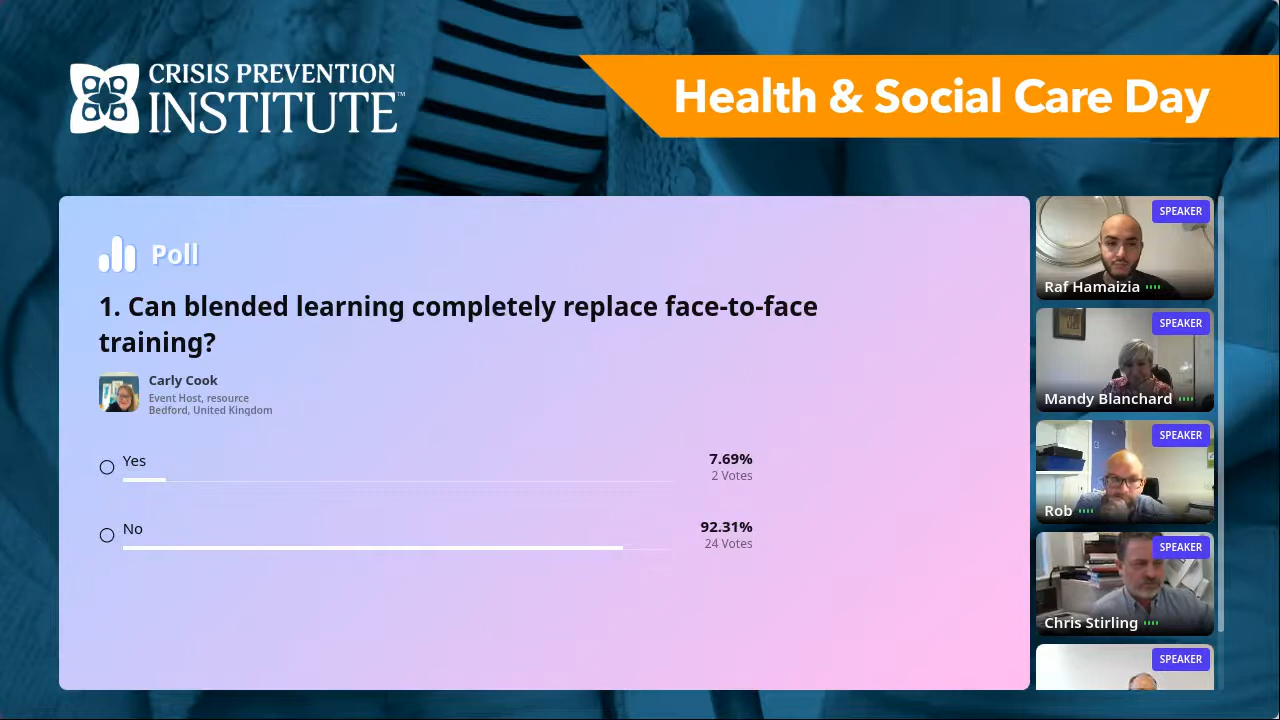 CRISIS PREVENTION
INSTITUTE™
Health & Social Care Day
Poll
1. Can blended learning completely replace face-to-face
training?
Carly Cook
Event Host, resource
Bedford, United Kingdom
Yes
7.69%
2 Votes
No
92.31%
24 Votes
SPEAKER
Raf Hamaizia
SPEAKER
Mandy Blanchard
SPEAKER
Rob
SPEAKER
Chris Stirling
SPEAKER